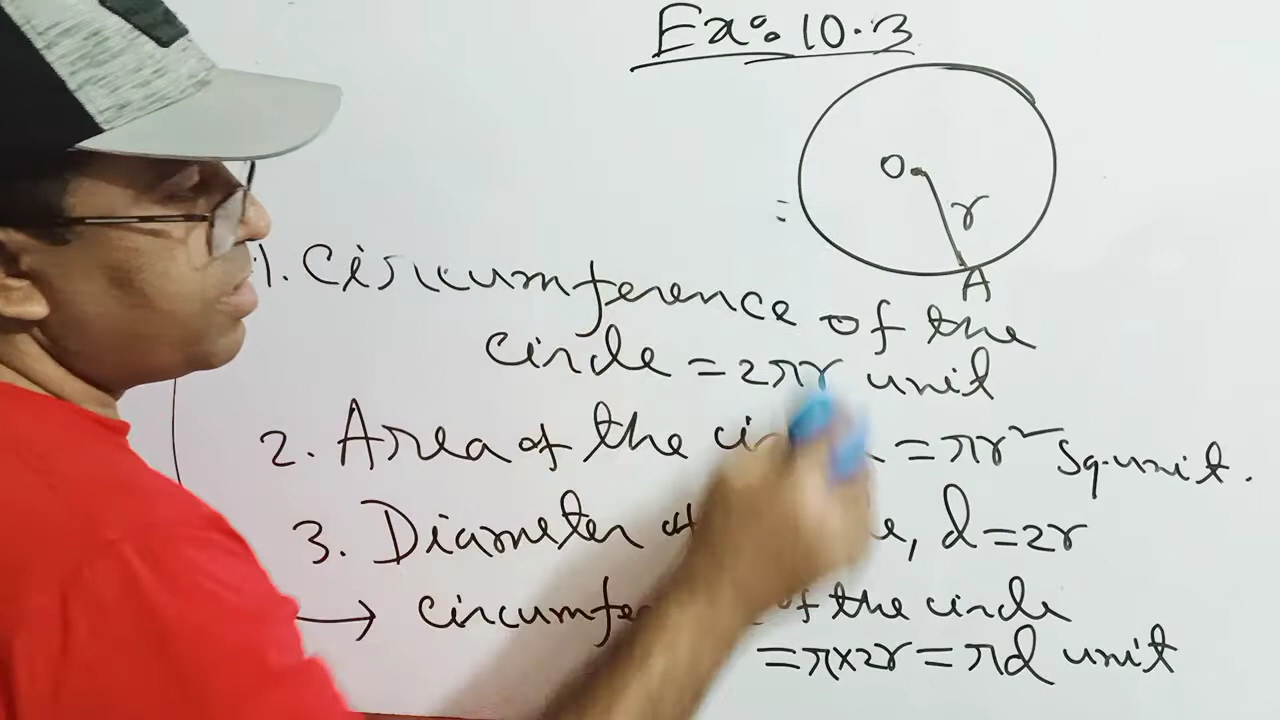 Ex: 10.3
O
r
A
1. Circumference of the
circle = 2πr unit
2. Area of the = πr² Sq. unit.
3. Diameter d = 2r
→ of the circle
= π×2r = πd unit